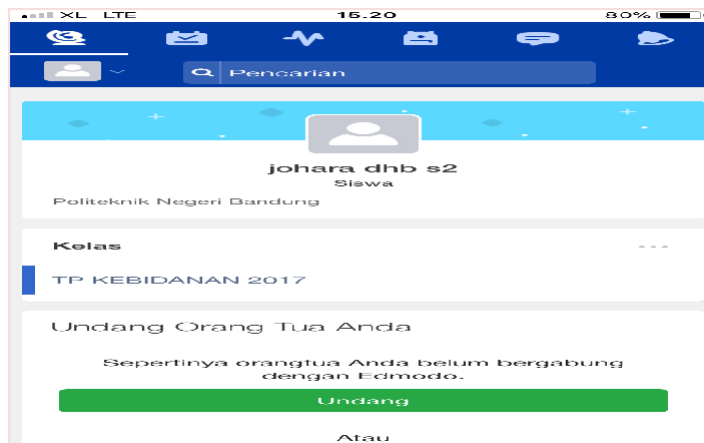 XL LTE 15.20 80%
Pencarian
johara dhb s2
Siswa
Politeknik Negeri Bandung
Kelas
TP KEBIDANAN 2017
Undang Orang Tua Anda
Sepertinya orangtua Anda belum bergabung
dengan Edmodo.
Undang
Atau